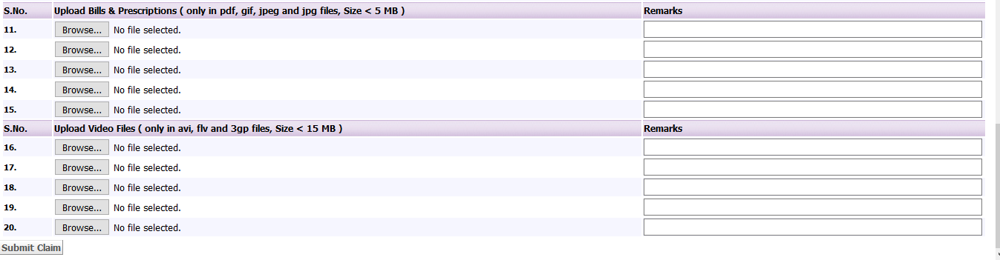 S.No. Upload Bills & Prescriptions ( only in pdf, gif, jpeg and jpg files, Size < 5 MB ) Remarks
11. Browse... No file selected.
12. Browse... No file selected.
13. Browse... No file selected.
14. Browse... No file selected.
15. Browse... No file selected.
S.No. Upload Video Files ( only in avi, flv and 3gp files, Size < 15 MB ) Remarks
16. Browse... No file selected.
17. Browse... No file selected.
18. Browse... No file selected.
19. Browse... No file selected.
20. Browse... No file selected.
Submit Claim